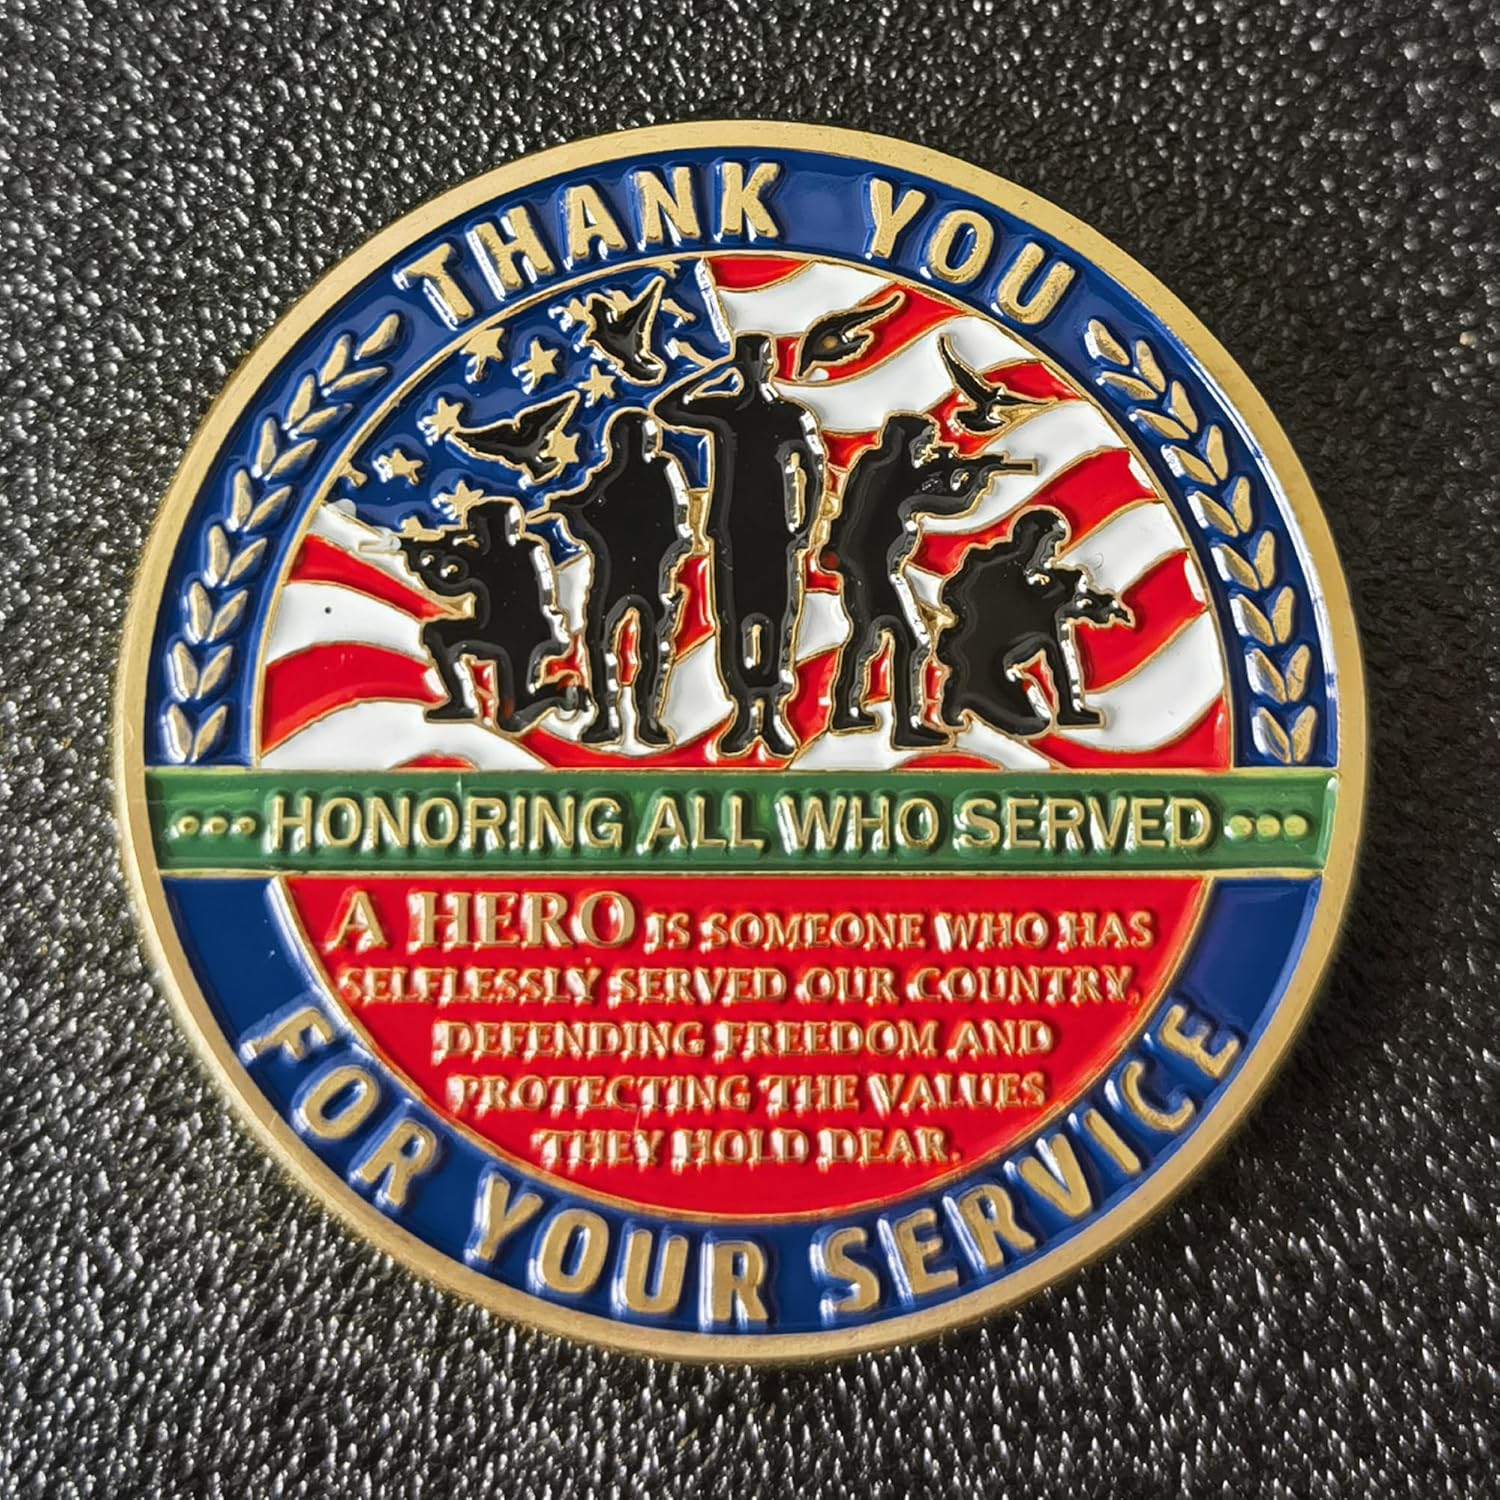 THANK YOU
••• HONORING ALL WHO SERVED •••
A HERO IS SOMEONE WHO HAS
SELFLESSLY SERVED OUR COUNTRY,
DEFENDING FREEDOM AND
PROTECTING THE VALUES
THEY HOLD DEAR.
FOR YOUR SERVICE